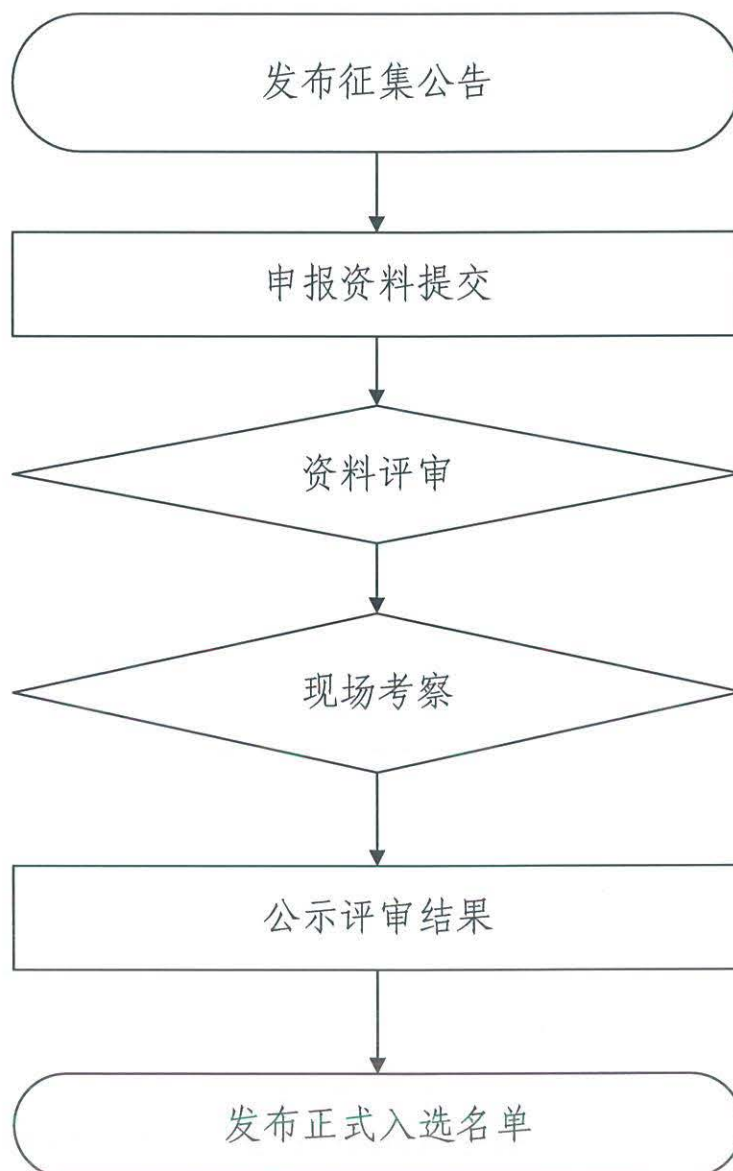 发布征集公告
申报资料提交
资料评审
现场考察
公示评审结果
发布正式入选名单